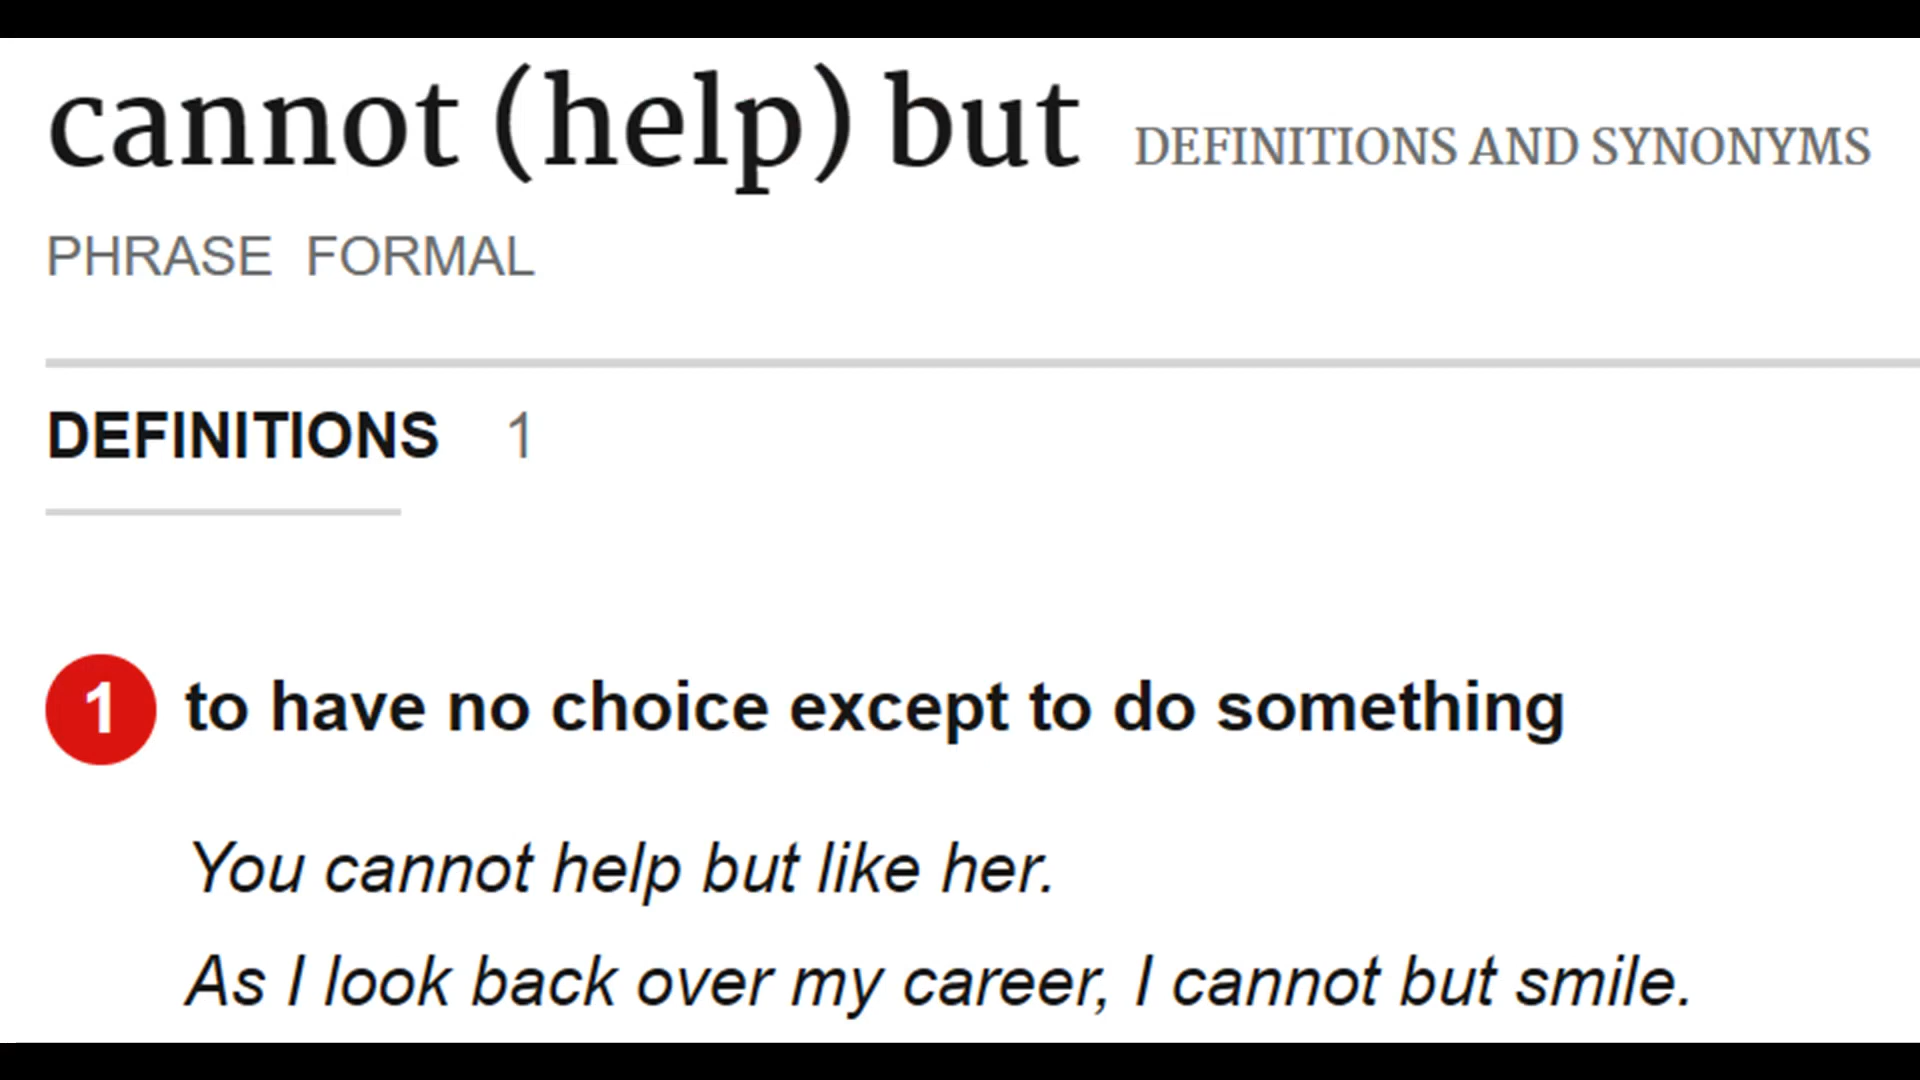 cannot (help) but DEFINITIONS AND SYNONYMS
PHRASE FORMAL
DEFINITIONS 1
1 to have no choice except to do something
You cannot help but like her.
As I look back over my career, I cannot but smile.